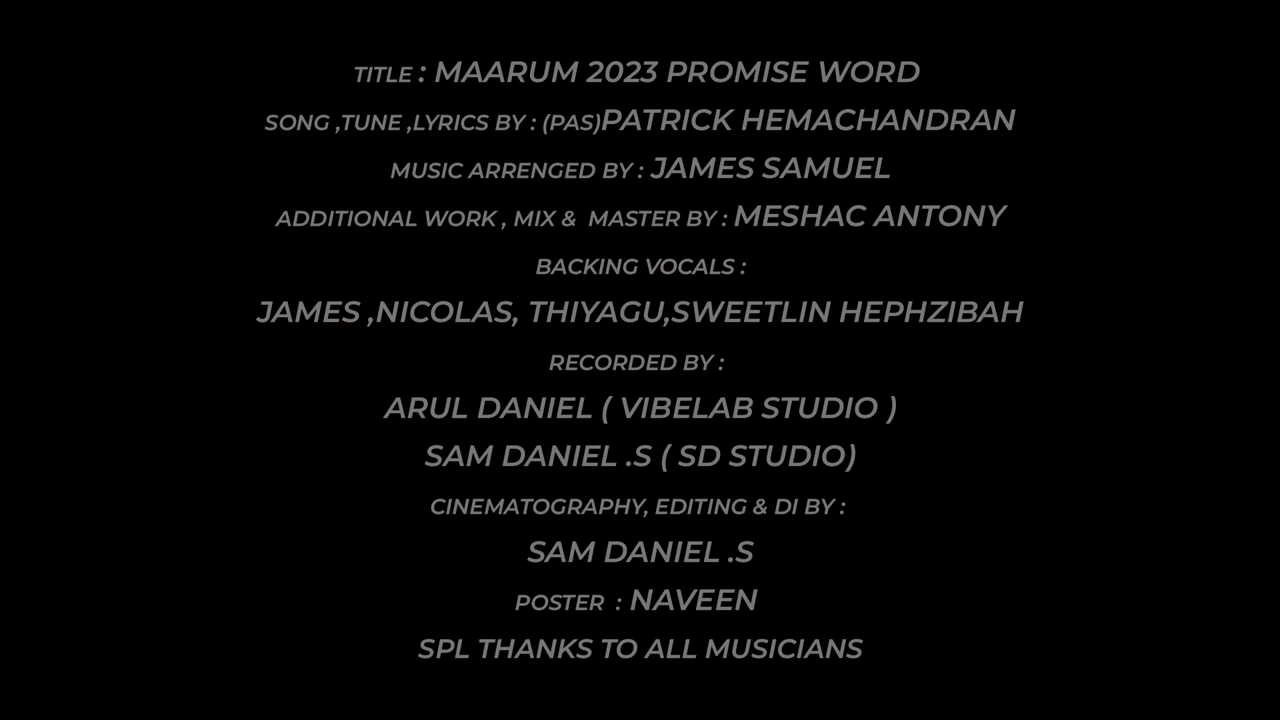 TITLE : MAARUM 2023 PROMISE WORD
SONG ,TUNE ,LYRICS BY : (PAS)PATRICK HEMACHANDRAN
MUSIC ARRANGED BY : JAMES SAMUEL
ADDITIONAL WORK , MIX & MASTER BY : MESHAC ANTONY
BACKING VOCALS :
JAMES ,NICOLAS, THIYAGU,SWEETLIN HEPHZIBAH
RECORDED BY :
ARUL DANIEL ( VIBELAB STUDIO )
SAM DANIEL .S ( SD STUDIO)
CINEMATOGRAPHY, EDITING & DI BY :
SAM DANIEL .S
POSTER : NAVEEN
SPL THANKS TO ALL MUSICIANS